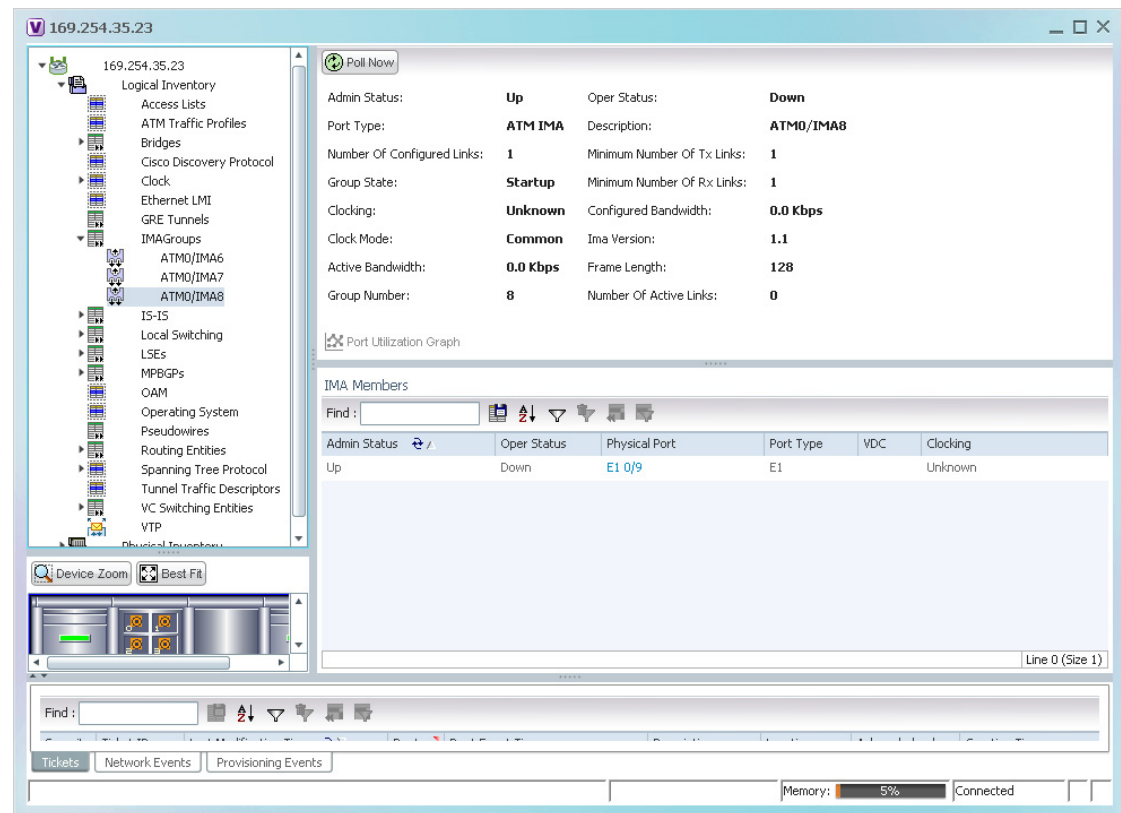 169.254.35.23
169.254.35.23
Logical Inventory
Access Lists
ATM Traffic Profiles
Bridges
Cisco Discovery Protocol
Clock
Ethernet LMI
GRE Tunnels
IMAGroups
ATM0/IMA6
ATM0/IMA7
ATM0/IMA8
IS-IS
Local Switching
LSEs
MPBGPs
OAM
Operating System
Pseudowires
Routing Entities
Spanning Tree Protocol
Tunnel Traffic Descriptors
VC Switching Entities
VTP
Physical Inventory
Device Zoom Best Fit
Poll Now
Admin Status: Up Oper Status: Down
Port Type: ATM IMA Description: ATM0/IMA8
Number Of Configured Links: 1 Minimum Number Of Tx Links: 1
Group State: Startup Minimum Number Of Rx Links: 1
Clocking: Unknown Configured Bandwidth: 0.0 Kbps
Clock Mode: Common Ima Version: 1.1
Active Bandwidth: 0.0 Kbps Frame Length: 128
Group Number: 8 Number Of Active Links: 0
Port Utilization Graph
IMA Members
Find :
Admin Status Oper Status Physical Port Port Type VDC Clocking
Up Down E1 0/9 E1 Unknown
Line 0 (Size 1)
Find :
Tickets Network Events Provisioning Events
Memory: 5% Connected